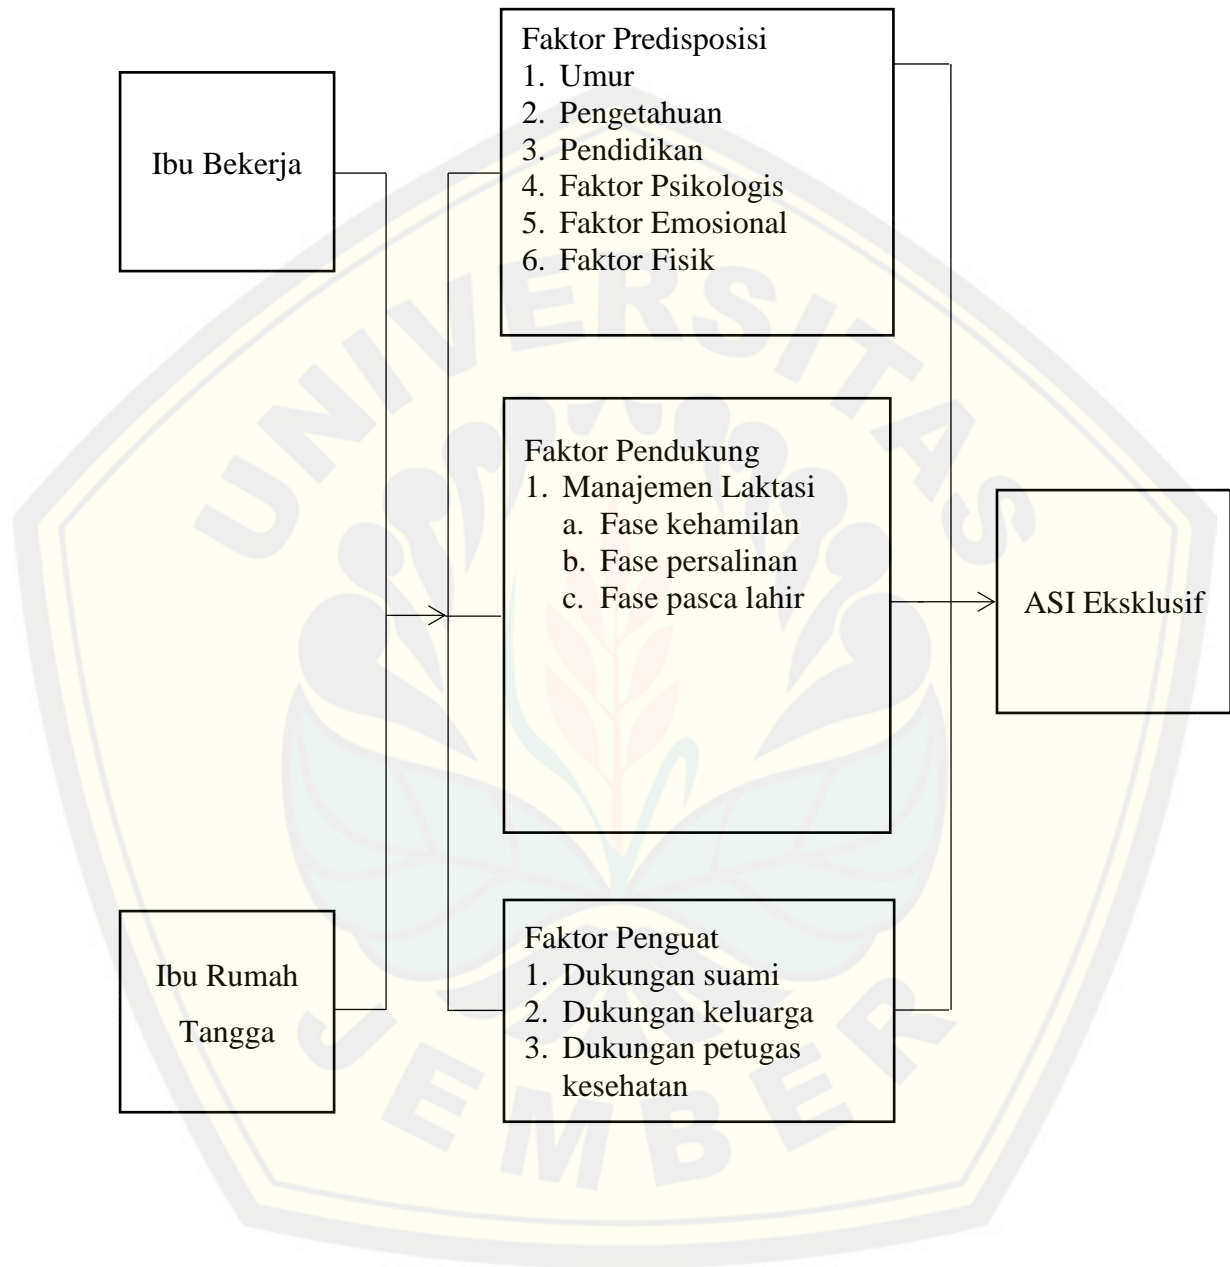 Faktor Predisposisi
1. Umur
2. Pengetahuan
3. Pendidikan
4. Faktor Psikologis
5. Faktor Emosional
6. Faktor Fisik
Ibu Bekerja
Faktor Pendukung
1. Manajemen Laktasi
a. Fase kehamilan
b. Fase persalinan
c. Fase pasca lahir
ASI Eksklusif
Ibu Rumah
Tangga
Faktor Penguat
1. Dukungan suami
2. Dukungan keluarga
3. Dukungan petugas
kesehatan
UNIVERSITAS
JEMBER